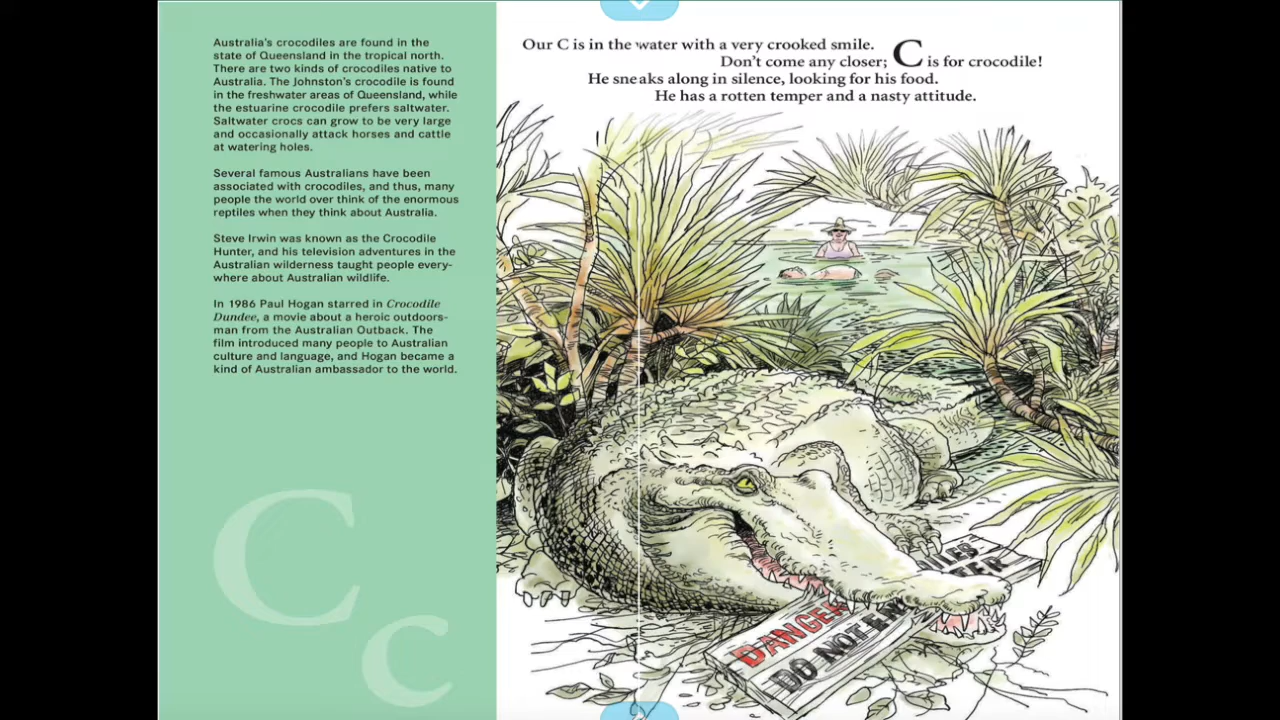 Australia's crocodiles are found in the
state of Queensland in the tropical north.
There are two kinds of crocodiles native to
Australia. The Johnston's crocodile is found
in the freshwater areas of Queensland, while
the estuarine crocodile prefers saltwater.
Saltwater crocs can grow to be very large
and occasionally attack horses and cattle
at watering holes.
Several famous Australians have been
associated with crocodiles, and thus, many
people the world over think of the enormous
reptiles when they think about Australia.
Steve Irwin was known as the Crocodile
Hunter, and his television adventures in the
Australian wilderness taught people every-
where about Australian wildlife.
In 1986 Paul Hogan starred in Crocodile
Dundee, a movie about a heroic outdoors-
man from the Australian Outback. The
film introduced many people to Australian
culture and language, and Hogan became a
kind of Australian ambassador to the world.
C
c
Our C is in the water with a very crooked smile.
Don't come any closer; C is for crocodile!
He sneaks along in silence, looking for his food.
He has a rotten temper and a nasty attitude.
DANGER
DO NOT